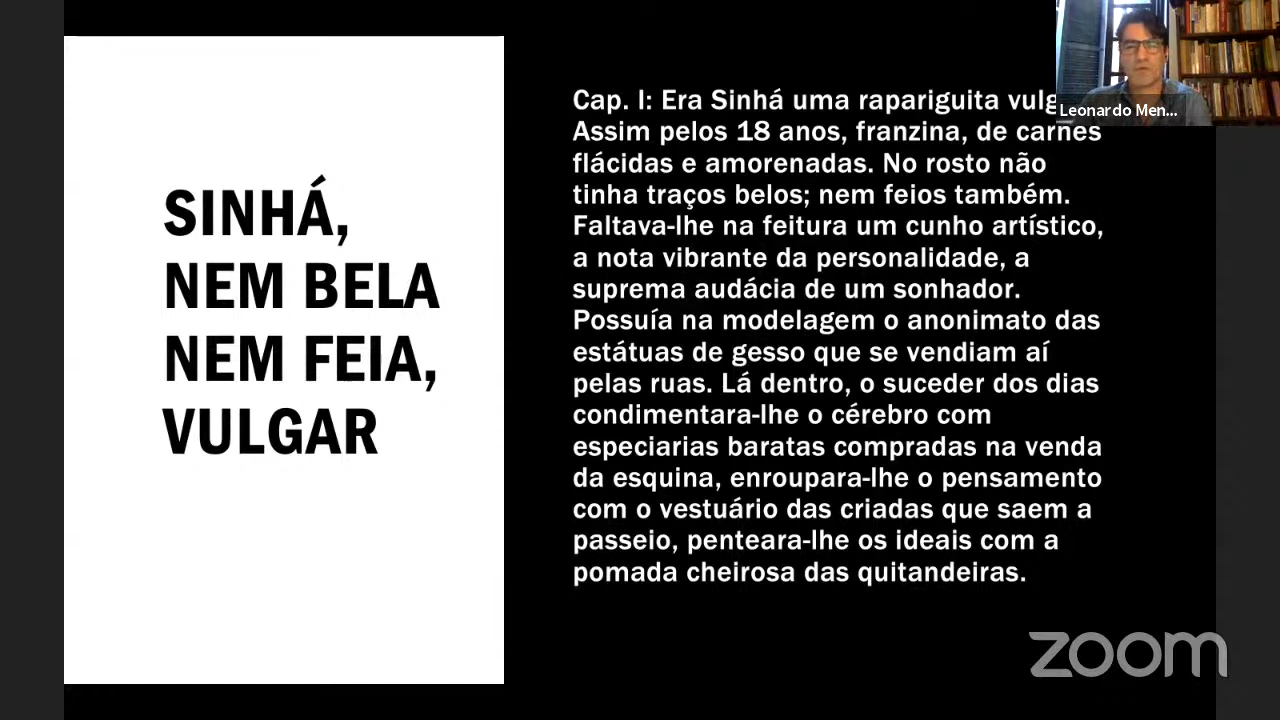 SINHÁ,
NEM BELA
NEM FEIA,
VULGAR
Cap. I: Era Sinhá uma rapariguita
Assim pelos 18 anos, franzina, de carnes
flácidas e amorenadas. No rosto não
tinha traços belos; nem feios também.
Faltava-lhe na feitura um cunho artístico,
a nota vibrante da personalidade, a
suprema audácia de um sonhador.
Possuía na modelagem o anonimato das
estátuas de gesso que se vendiam aí
pelas ruas. Lá dentro, o suceder dos dias
condimentara-lhe o cérebro com
especiarias baratas compradas na venda
da esquina, enroupara-lhe o pensamento
com o vestuário das criadas que saem a
passeio, penteara-lhe os ideais com a
pomada cheirosa das quitandeiras.
Leonardo Men...
zoom